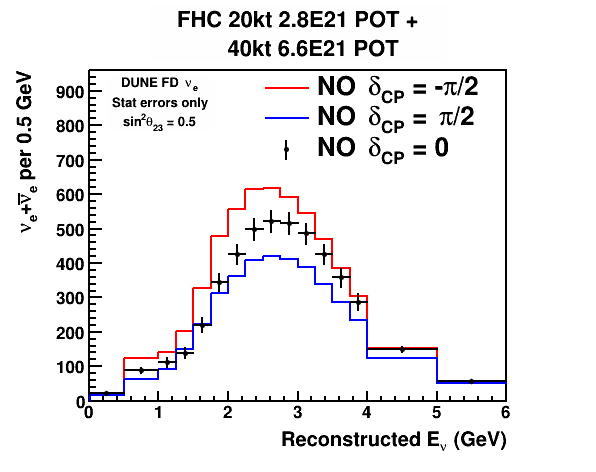 FHC 20kt 2.8E21 POT +
40kt 6.6E21 POT
DUNE FD νe
Stat errors only
sin²θ23 = 0.5
NO δCP = -π/2
NO δCP = π/2
NO δCP = 0
νe+ν̅e per 0.5 GeV
900
800
700
600
500
400
300
200
100
0
0 1 2 3 4 5 6
Reconstructed Eν (GeV)